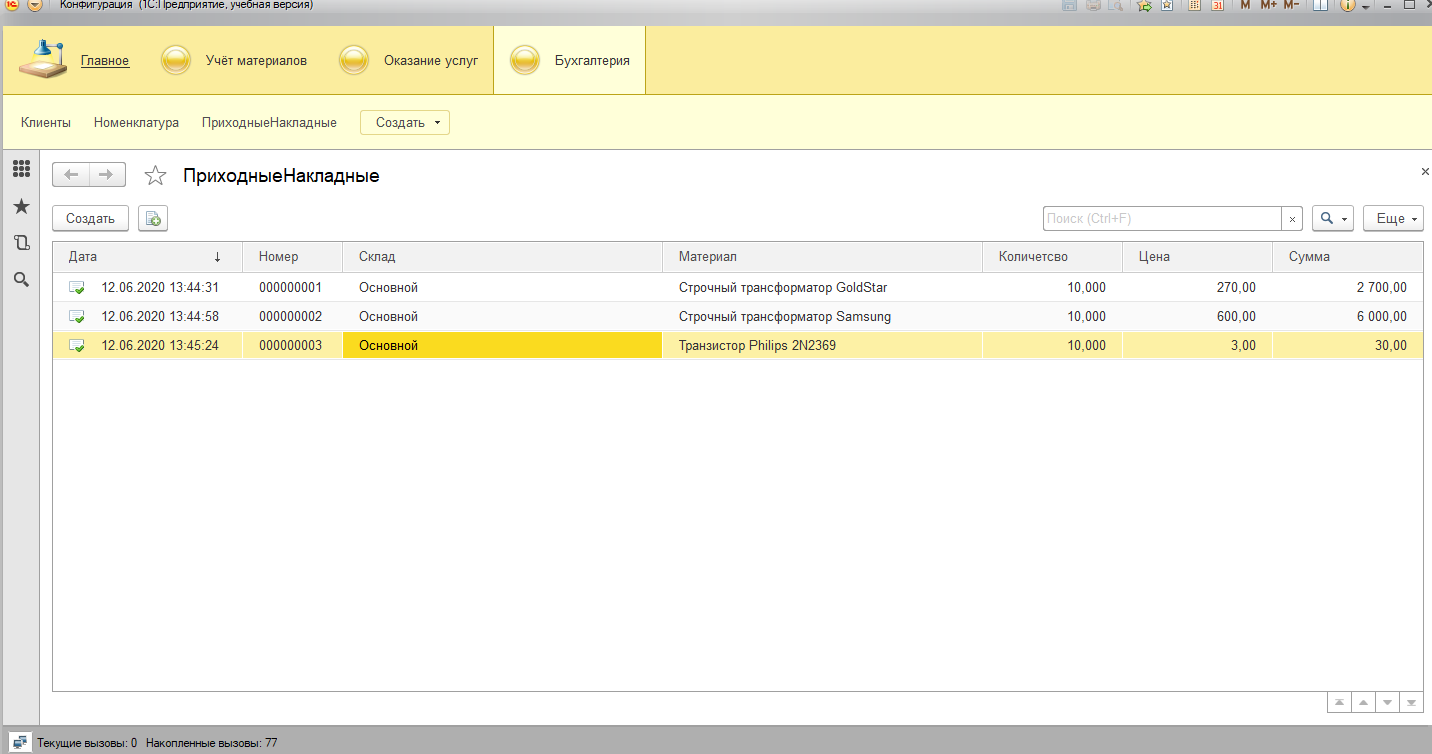 Конфигурация (1С:Предприятие, учебная версия)
31 M M+ M-
Главное Учёт материалов Оказание услуг Бухгалтерия
Клиенты Номенклатура ПриходныеНакладные Создать
ПриходныеНакладные
Создать Поиск (Ctrl+F) × Еще
Дата ↓ Номер Склад Материал Количетсво Цена Сумма
12.06.2020 13:44:31 000000001 Основной Строчный трансформатор GoldStar 10,000 270,00 2 700,00
12.06.2020 13:44:58 000000002 Основной Строчный трансформатор Samsung 10,000 600,00 6 000,00
12.06.2020 13:45:24 000000003 Основной Транзистор Philips 2N2369 10,000 3,00 30,00
Текущие вызовы: 0 Накопленные вызовы: 77